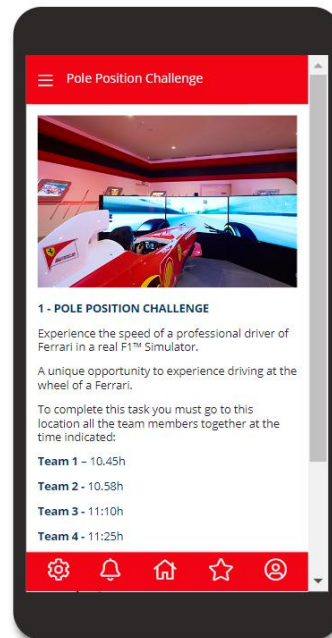 Pole Position Challenge
1 - POLE POSITION CHALLENGE
Experience the speed of a professional driver of
Ferrari in a real F1™ Simulator.
A unique opportunity to experience driving at the
wheel of a Ferrari.
To complete this task you must go to this
location all the team members together at the
time indicated:
Team 1 – 10.45h
Team 2 - 10.58h
Team 3 - 11:10h
Team 4 - 11:25h